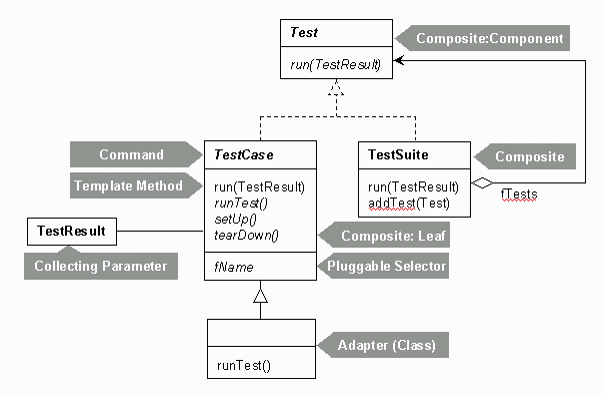 Test
Composite:Component
run(TestResult)
Command
TestCase
TestSuite
Composite
Template Method
run(TestResult)
runTest()
setUp()
tearDown()
run(TestResult)
addTest(Test)
fTests
TestResult
Composite: Leaf
Collecting Parameter
fName
Pluggable Selector
runTest()
Adapter (Class)